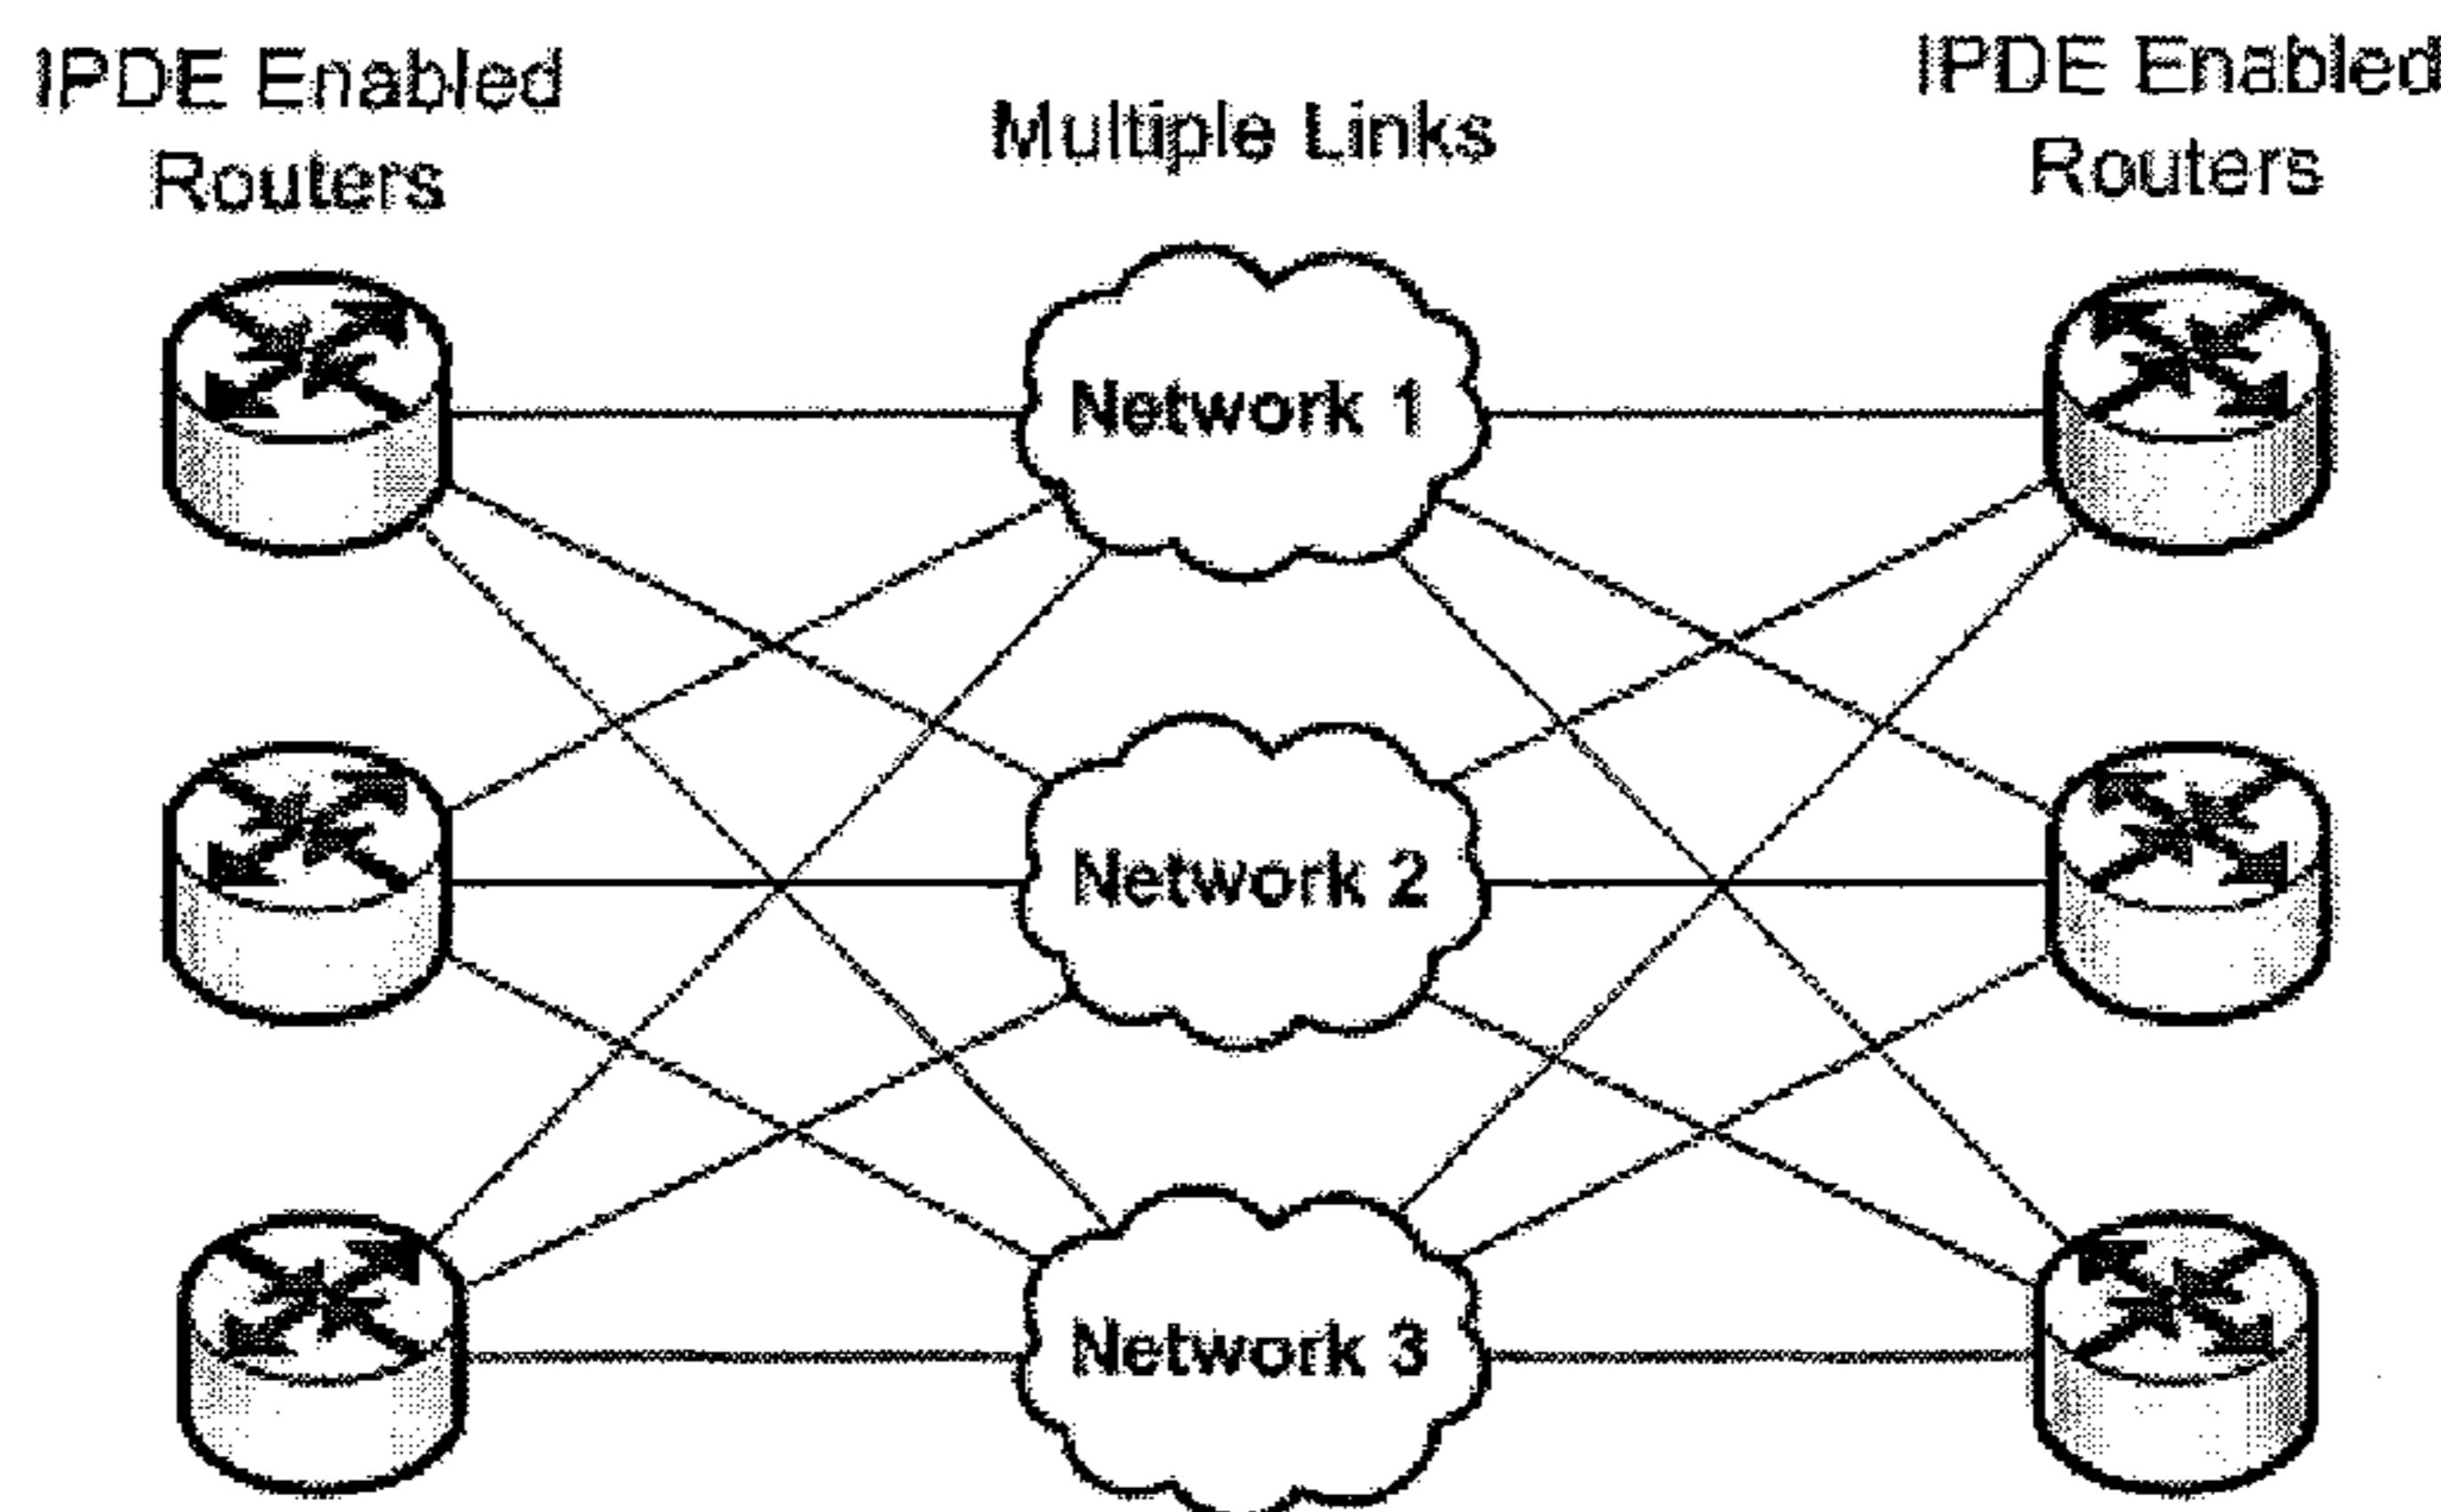 IPDE Enabled
Routers
Multiple Links
IPDE Enabled
Routers
Network 1
Network 2
Network 3